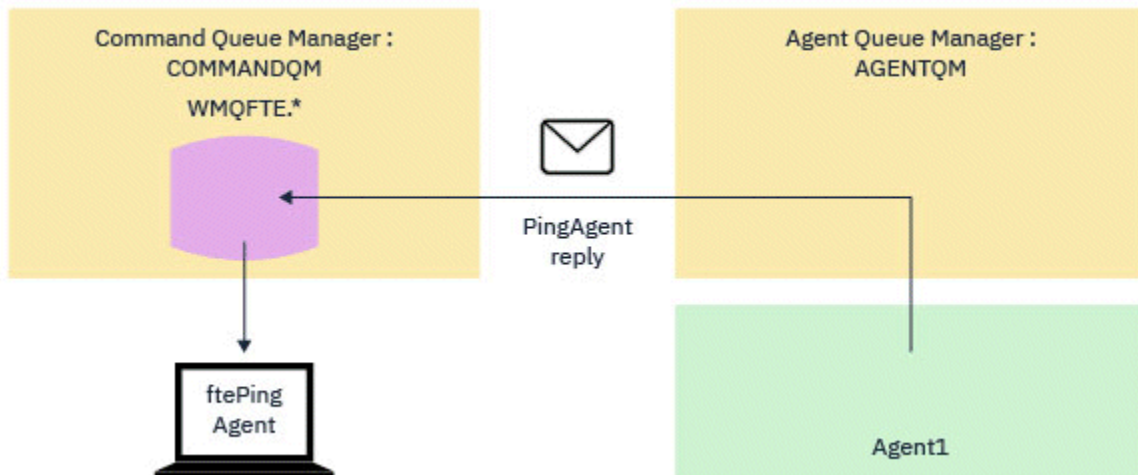 Command Queue Manager :
COMMANDQM
WMQFTE.*
Agent Queue Manager :
AGENTQM
PingAgent
reply
ftePing
Agent
Agent1